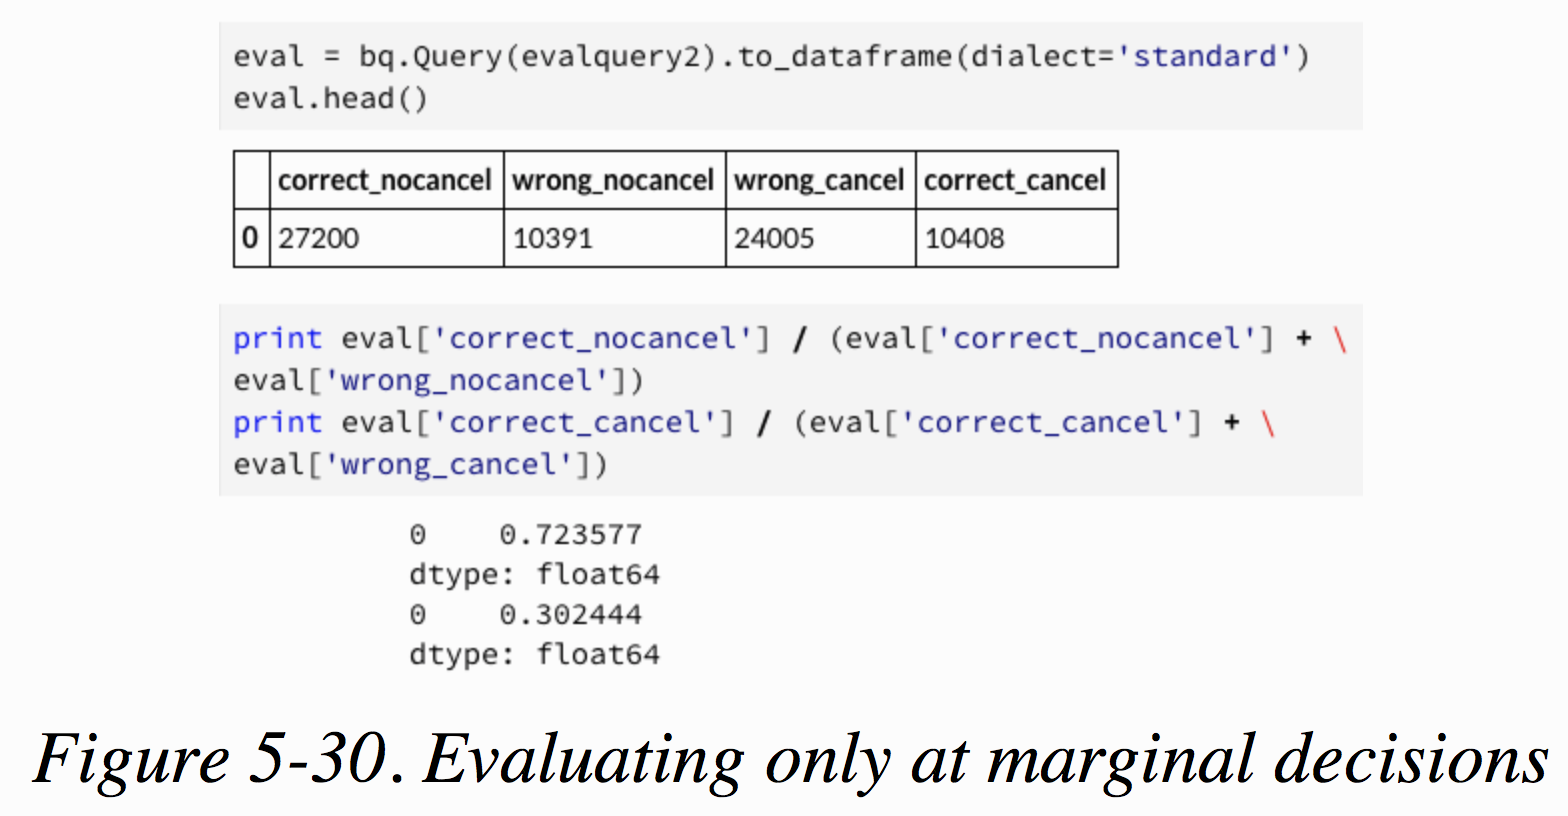 eval = bq.Query(evalquery2).to_dataframe(dialect='standard')
eval.head()
correct_nocancel wrong_nocancel wrong_cancel correct_cancel
0 27200 10391 24005 10408
print eval['correct_nocancel'] / (eval['correct_nocancel'] + \
eval['wrong_nocancel'])
print eval['correct_cancel'] / (eval['correct_cancel'] + \
eval['wrong_cancel'])
0 0.723577
dtype: float64
0 0.302444
dtype: float64
Figure 5-30. Evaluating only at marginal decisions